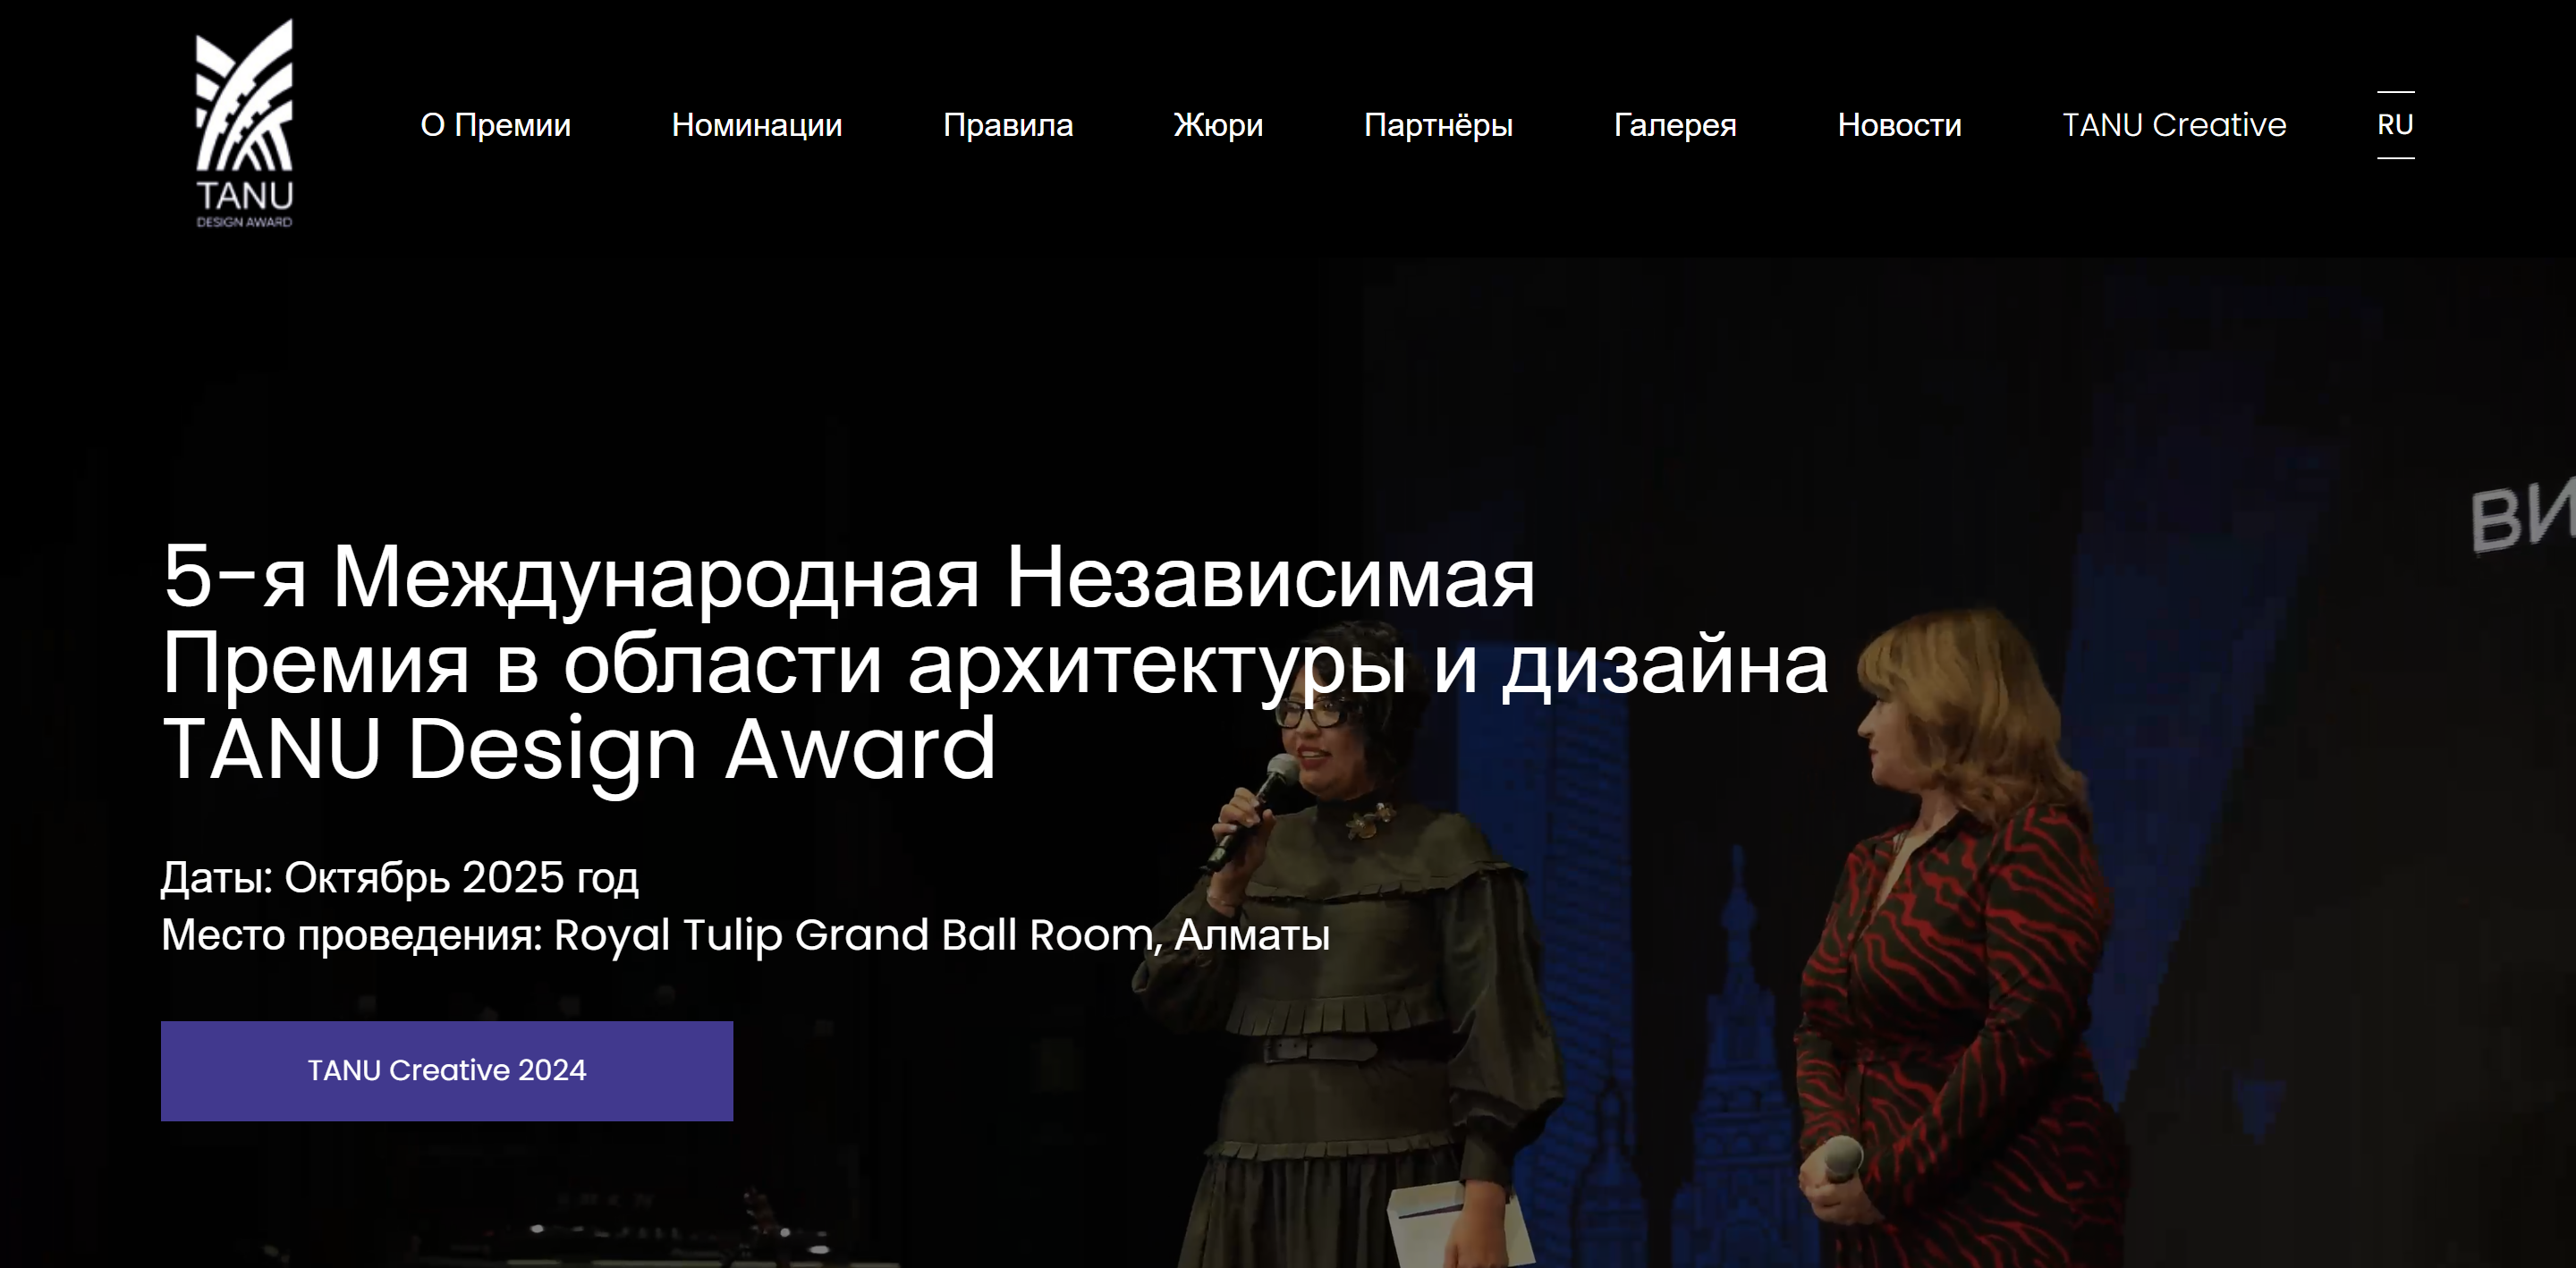 TANU
DESIGN AWARD
О Премии
Номинации
Правила
Жюри
Партнёры
Галерея
Новости
TANU Creative
RU
5-я Международная Независимая
Премия в области архитектуры и дизайна
TANU Design Award
Даты: Октябрь 2025 год
Место проведения: Royal Tulip Grand Ball Room, Алматы
TANU Creative 2024